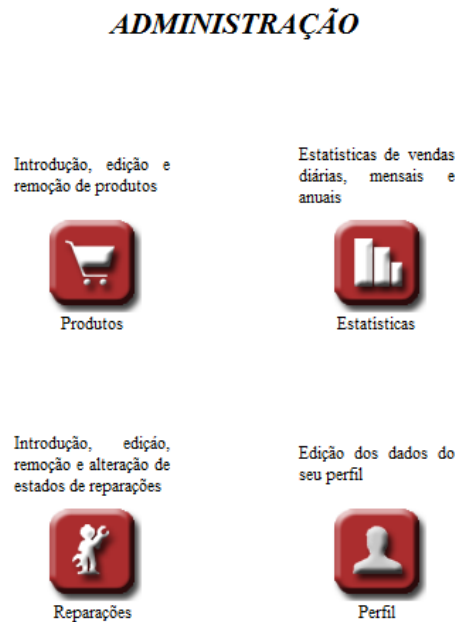 ADMINISTRAÇÃO
Introdução, edição e
remoção de produtos
Produtos
Estatísticas de vendas
diárias, mensais e
anuais
Estatisticas
Introdução, edição,
remoção e alteração de
estados de reparações
Reparações
Edição dos dados do
seu perfil
Perfil